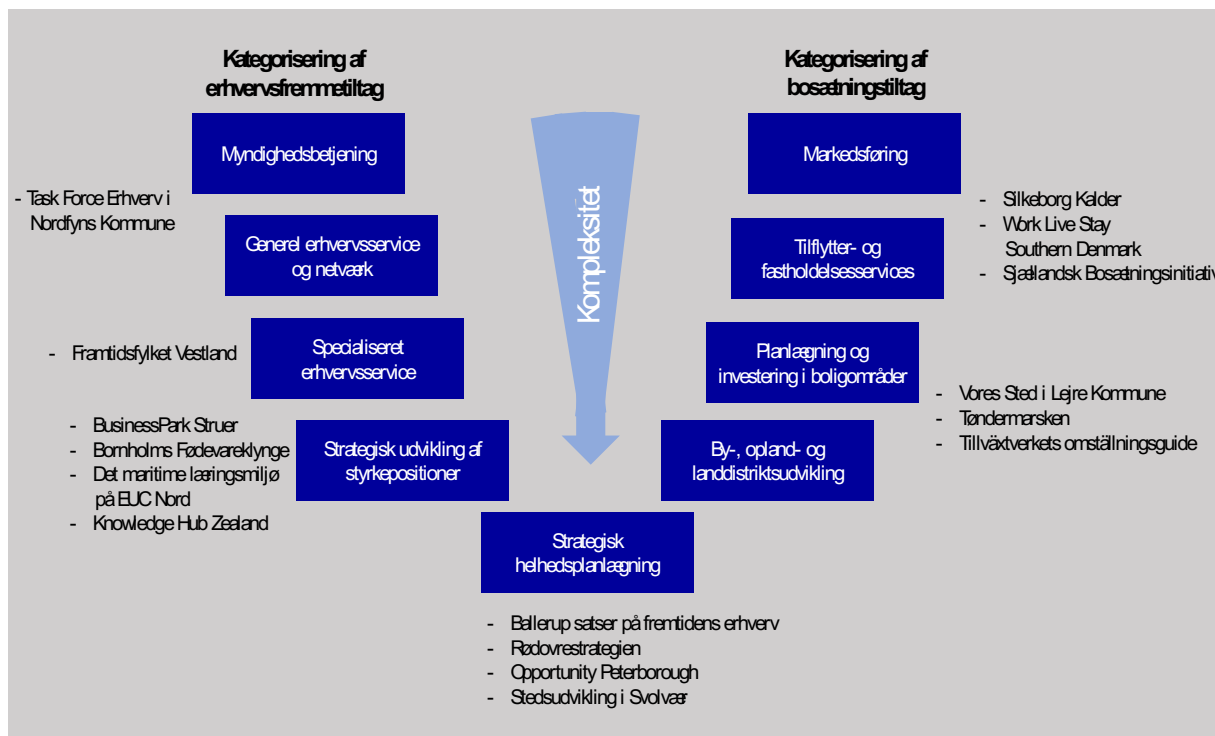 Kategorisering af
erhvervsfremmetiltag
Kategorisering af
bosætningstiltag
Myndighedsbetjening
Markedsføring
Kompleksitet
- Task Force Erhverv i
Nordfyns Kommune
- Silkeborg Kalder
- Work Live Stay
Southern Denmark
- Sjællandsk Bosætningsinitiativ
Generel erhvervsservice
og netværk
Tilflytter- og
fastholdelsesservices
- Framtidsfylket Vestland
Specialiseret
erhvervsservice
Planlægning og
investering i boligområder
- Vores Sted i Lejre Kommune
- Tøndermarsken
- Tillväxtverkets omställningsguide
- BusinessPark Struer
- Bornholms Fødevareklynge
- Det maritime læringsmiljø
på EUC Nord
- Knowledge Hub Zealand
Strategisk udvikling af
styrkepositioner
By-, opland- og
landdistriktsudvikling
Strategisk
helhedsplanlægning
- Ballerup satser på fremtidens erhverv
- Rødovrestrategien
- Opportunity Peterborough
- Stedsudvikling i Svolvær